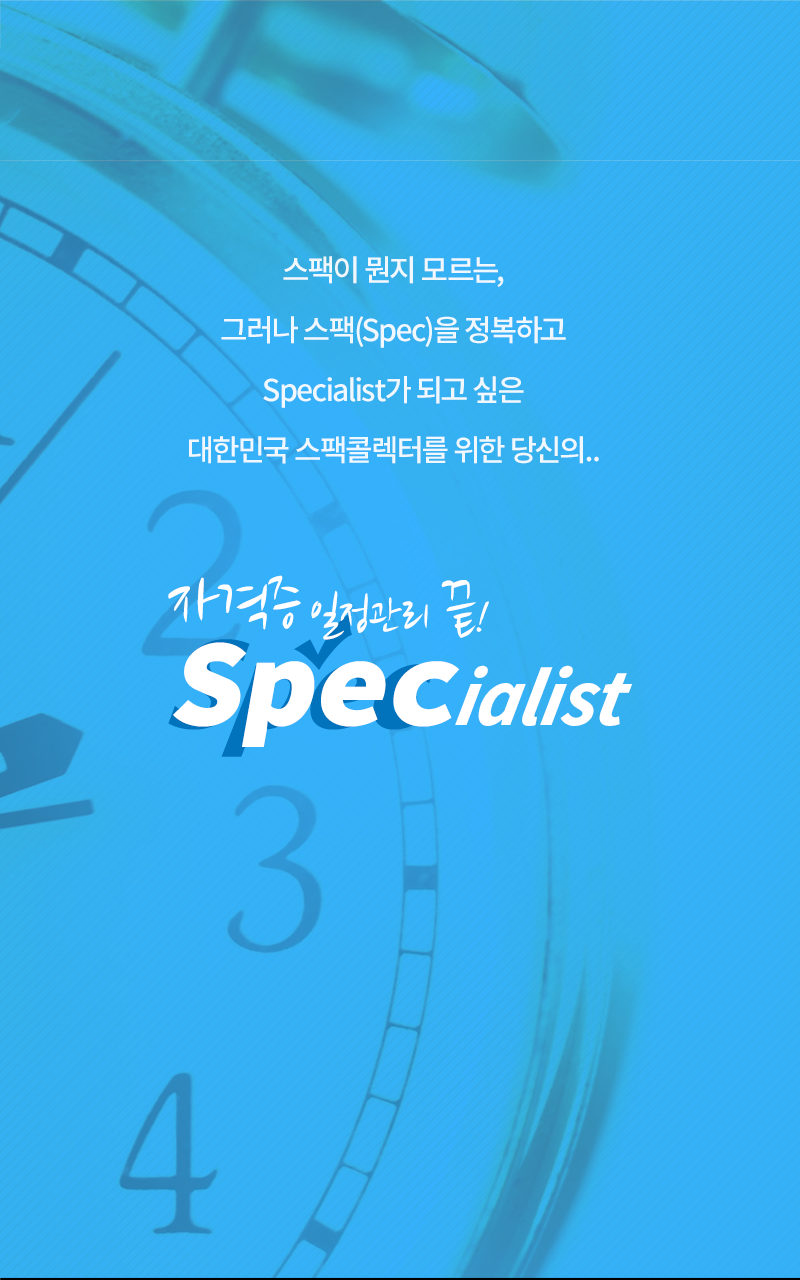 스팩이 뭔지 모르는,
그러나 스팩(Spec)을 정복하고
Specialist가 되고 싶은
대한민국 스팩콜렉터를 위한 당신의..
자격증 일정관리 끝!
Specialist
2
3
4